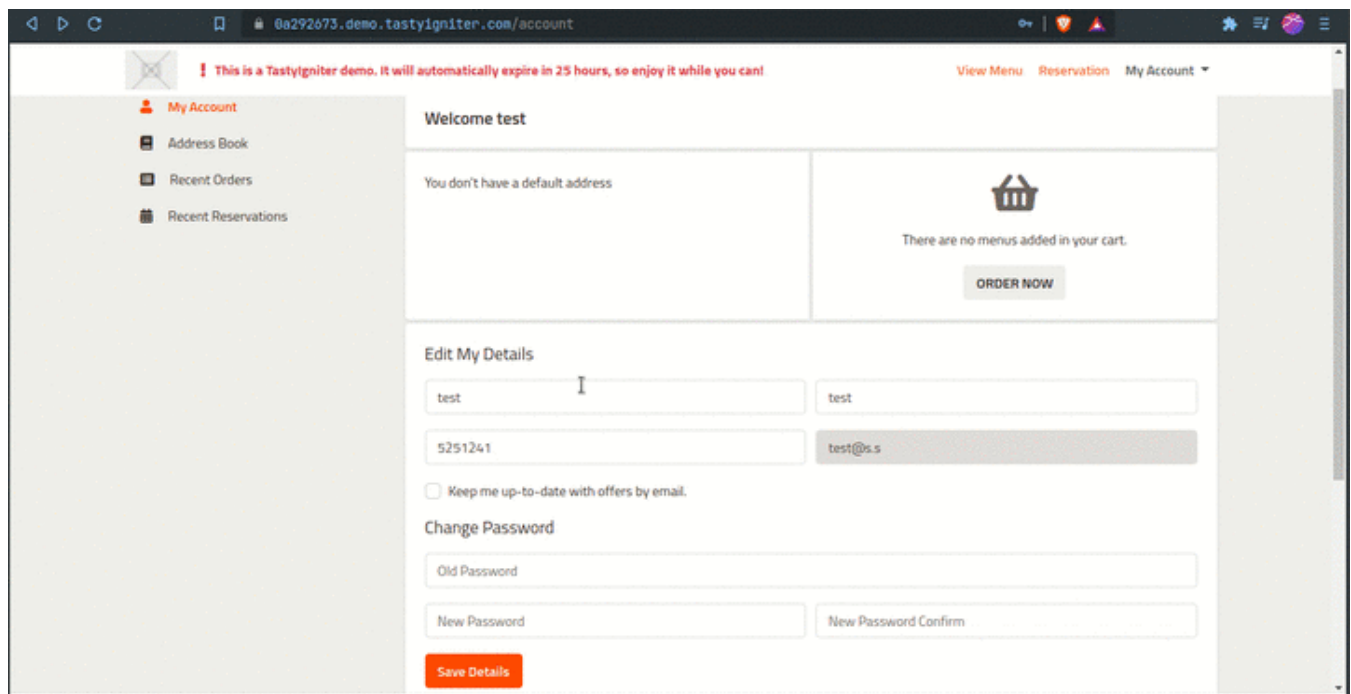 0a292673.demo.tastyigniter.com/account
! This is a TastyIgniter demo. It will automatically expire in 25 hours, so enjoy it while you can!
View Menu Reservation My Account
My Account
Address Book
Recent Orders
Recent Reservations
Welcome test
You don't have a default address
There are no menus added in your cart.
ORDER NOW
Edit My Details
test test
5251241 test@s.s
Keep me up-to-date with offers by email.
Change Password
Old Password
New Password New Password Confirm
Save Details